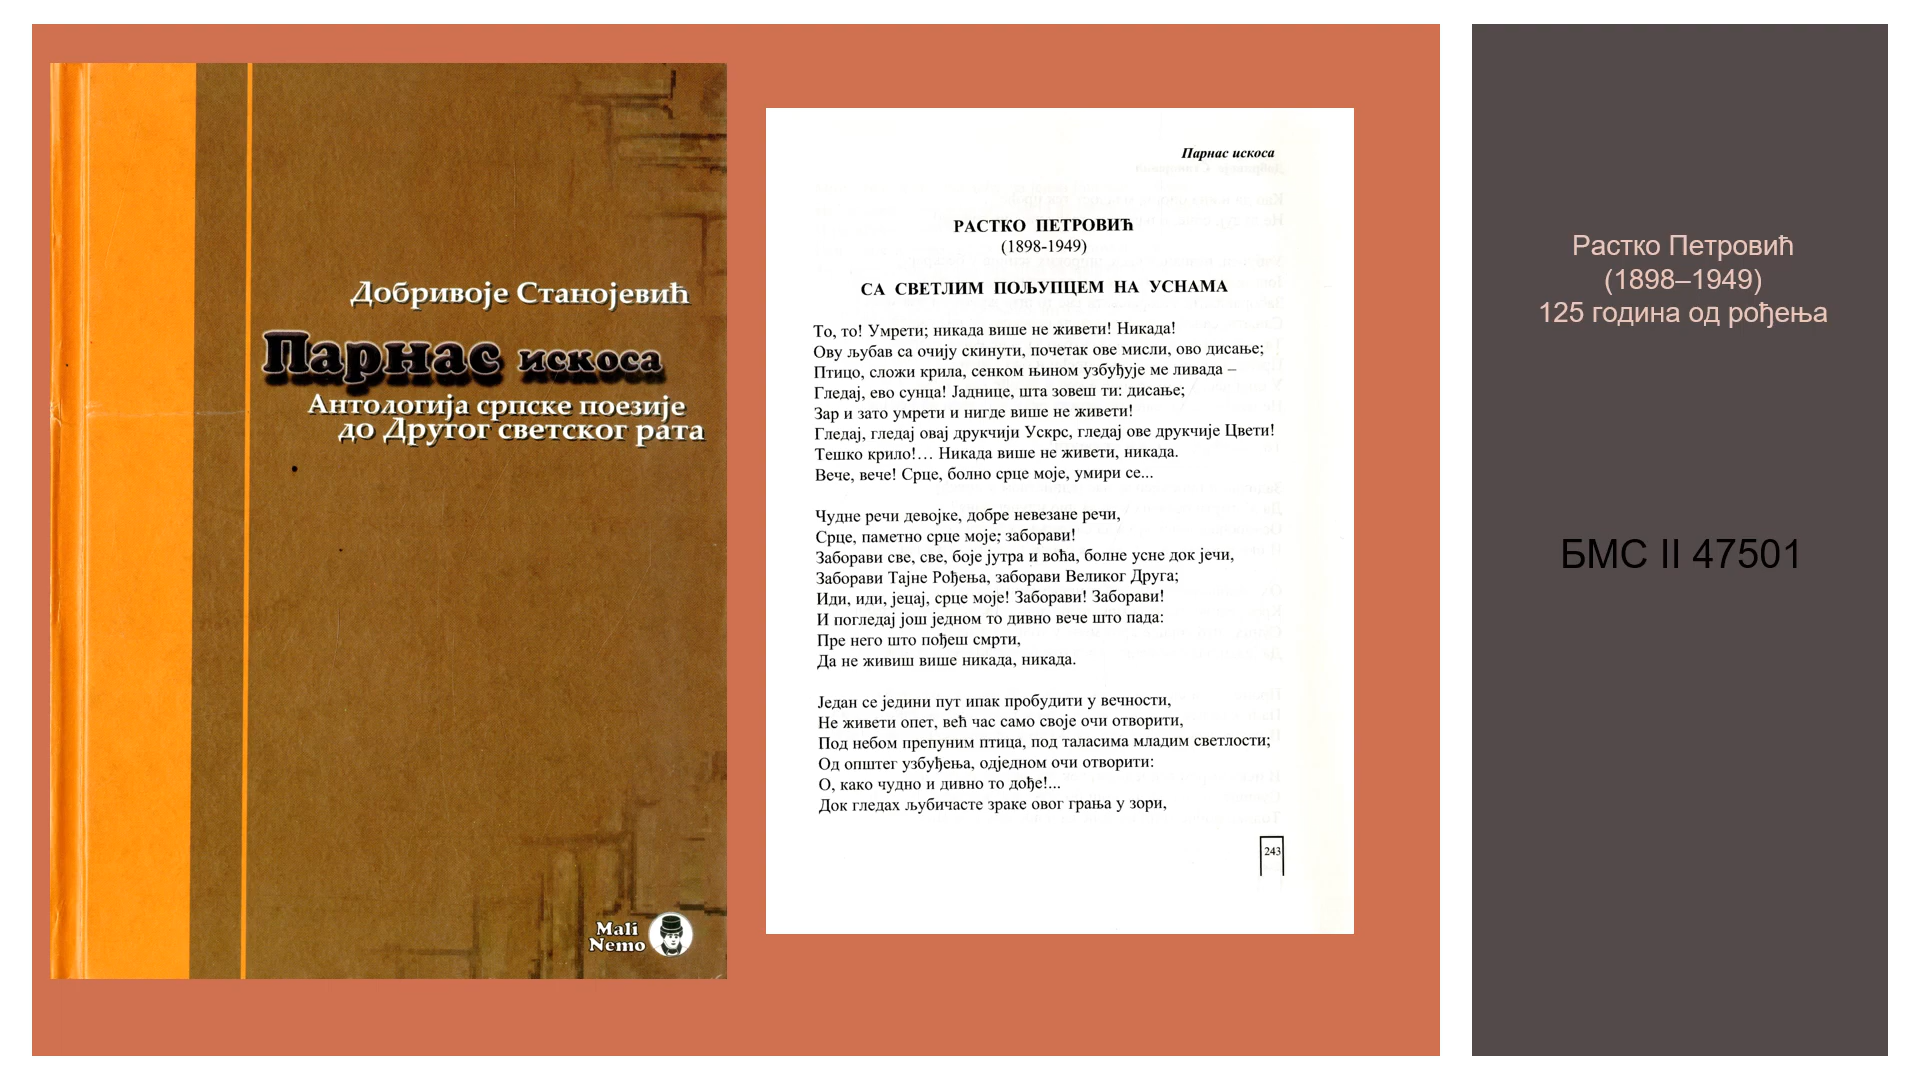 Добривоје Станојевић
Парнас искоса
Антологија српске поезије
до Другог светског рата
Mali
Nemo
Парнас искоса
РАСТКО ПЕТРОВИЋ
(1898-1949)
СА СВЕТЛИМ ПОЉУПЦЕМ НА УСНАМА
То, то! Умрети; никада више не живети! Никада!
Ову љубав са очију скинути, почетак ове мисли, ово дисање;
Птицо, сложи крила, сенком њином узбуђује ме ливада –
Гледај, ево сунца! Јаднице, шта зовеш ти: дисање;
Зар и зато умрети и нигде више не живети!
Гледај, гледај овај друкчији Ускрс, гледај ове друкчије Цвети!
Тешко крило!… Никада више не живети, никада.
Вече, вече! Срце, болно срце моје, умири се...
Чудне речи девојке, добре невезане речи,
Срце, паметно срце моје; заборави!
Заборави све, све, боје јутра и воћа, болне усне док јечи,
Заборави Тајне Рођења, заборави Великог Друга;
Иди, иди, јецај, срце моје! Заборави! Заборави!
И погледај још једном то дивно вече што пада:
Пре него што пођеш смрти,
Да не живиш више никада, никада.
Један се једини пут ипак пробудити у вечности,
Не живети опет, већ час само своје очи отворити,
Под небом препуним птица, под таласима младим светлости;
Од општег узбуђења, одједном очи отворити:
О, како чудно и дивно то дође!...
Док гледах љубичасте зраке овог грања у зори,
243
Растко Петровић
(1898–1949)
125 година од рођења
БМС II 47501